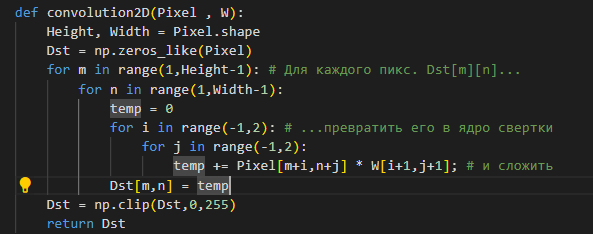 def convolution2D(Pixel , W):
    Height, Width = Pixel.shape
    Dst = np.zeros_like(Pixel)
    for m in range(1,Height-1): # Для каждого пикс. Dst[m][n]...
        for n in range(1,Width-1):
            temp = 0
            for i in range(-1,2): # ...превратить его в ядро свертки
                for j in range(-1,2):
                    temp += Pixel[m+i,n+j] * W[i+1,j+1]; # и сложить
            Dst[m,n] = temp
    Dst = np.clip(Dst,0,255)
    return Dst